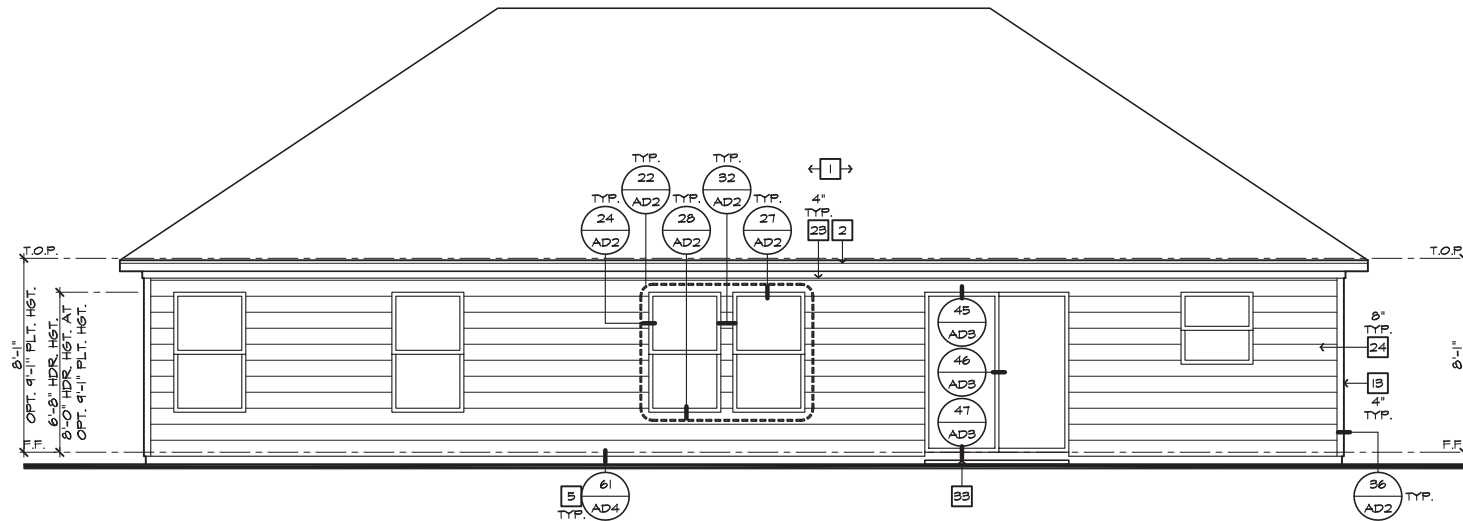 TYP.
22
AD2
TYP.
32
AD2
1
TYP.
24
AD2
TYP.
28
AD2
TYP.
27
AD2
4"
TYP.
23
2
T.O.P.
T.O.P.
8'-1"
OPT. 9'-1" PLT. HGT.
6'-8" HDR. HGT.
8'-0" HDR. HGT. AT
OPT. 9'-1" PLT. HGT.
F.F.
45
AD3
46
AD3
47
AD3
8"
TYP.
24
13
4"
TYP.
8'-1"
F.F.
5
TYP.
61
AD4
33
36
AD2
TYP.